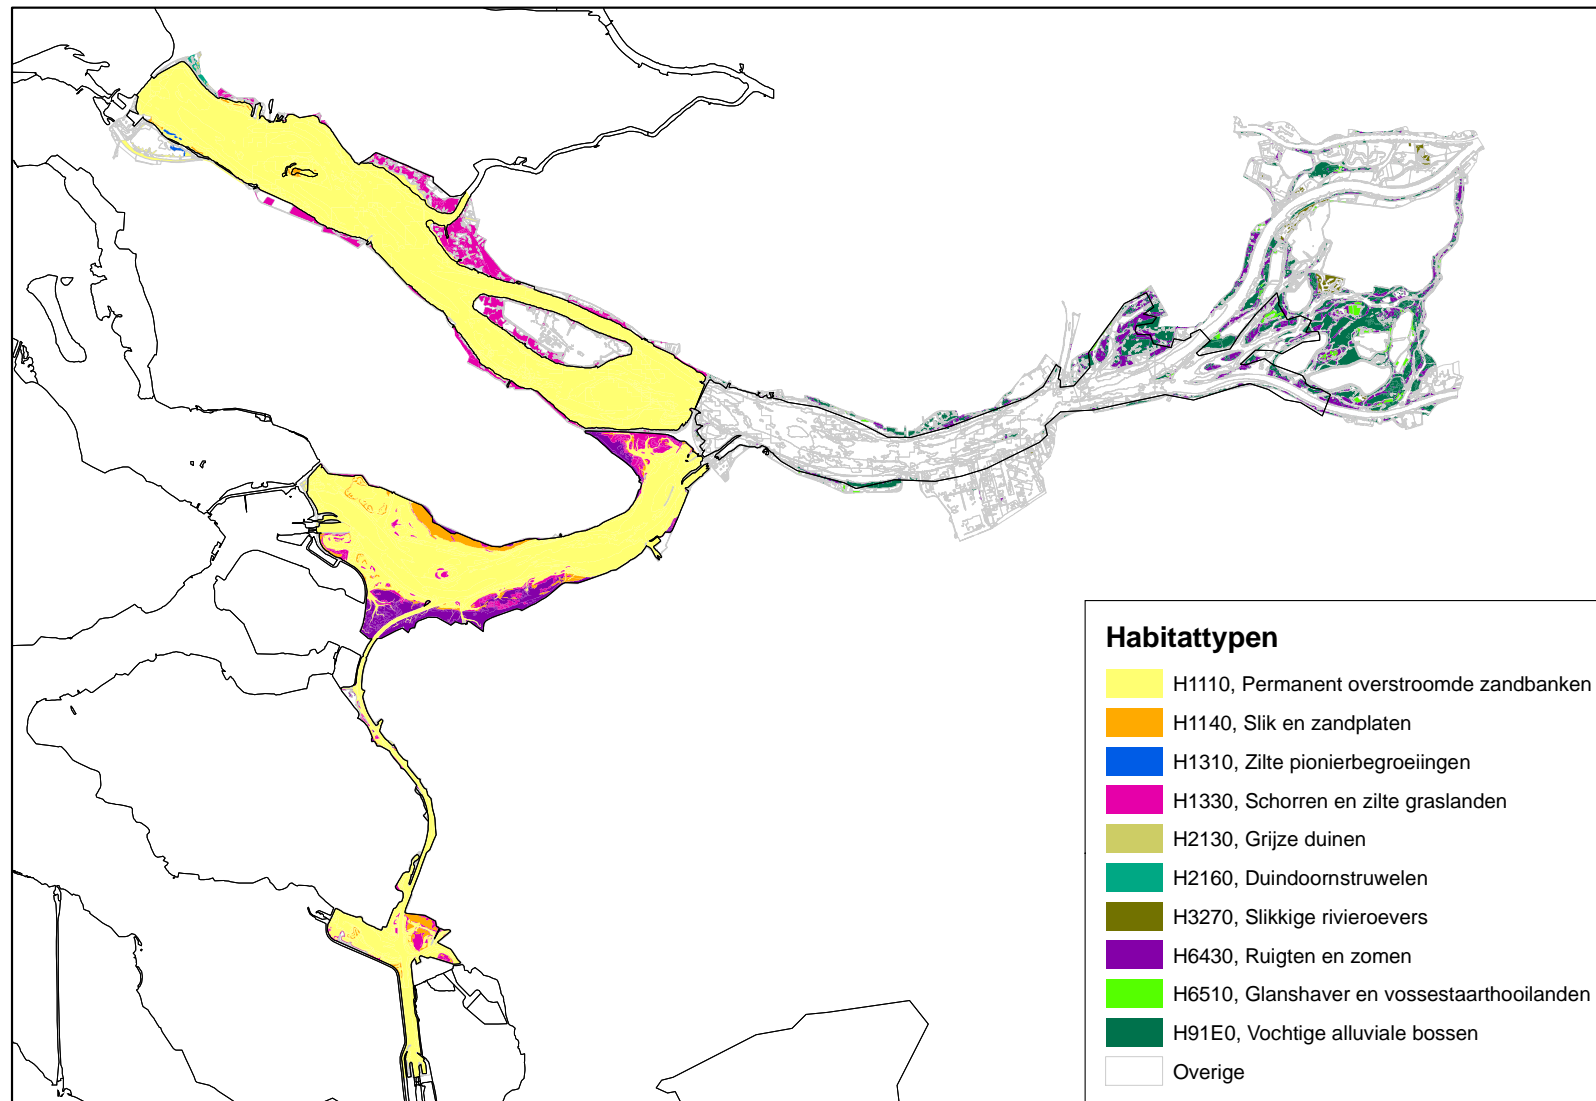 Habitattypen
H1110, Permanent overstroomde zandbanken
H1140, Slik en zandplaten
H1310, Zilte pionierbegroeiingen
H1330, Schorren en zilte graslanden
H2130, Grijze duinen
H2160, Duindoornstruwelen
H3270, Slikkige rivieroevers
H6430, Ruigten en zomen
H6510, Glanshaver en vossestaarthooilanden
H91E0, Vochtige alluviale bossen
Overige